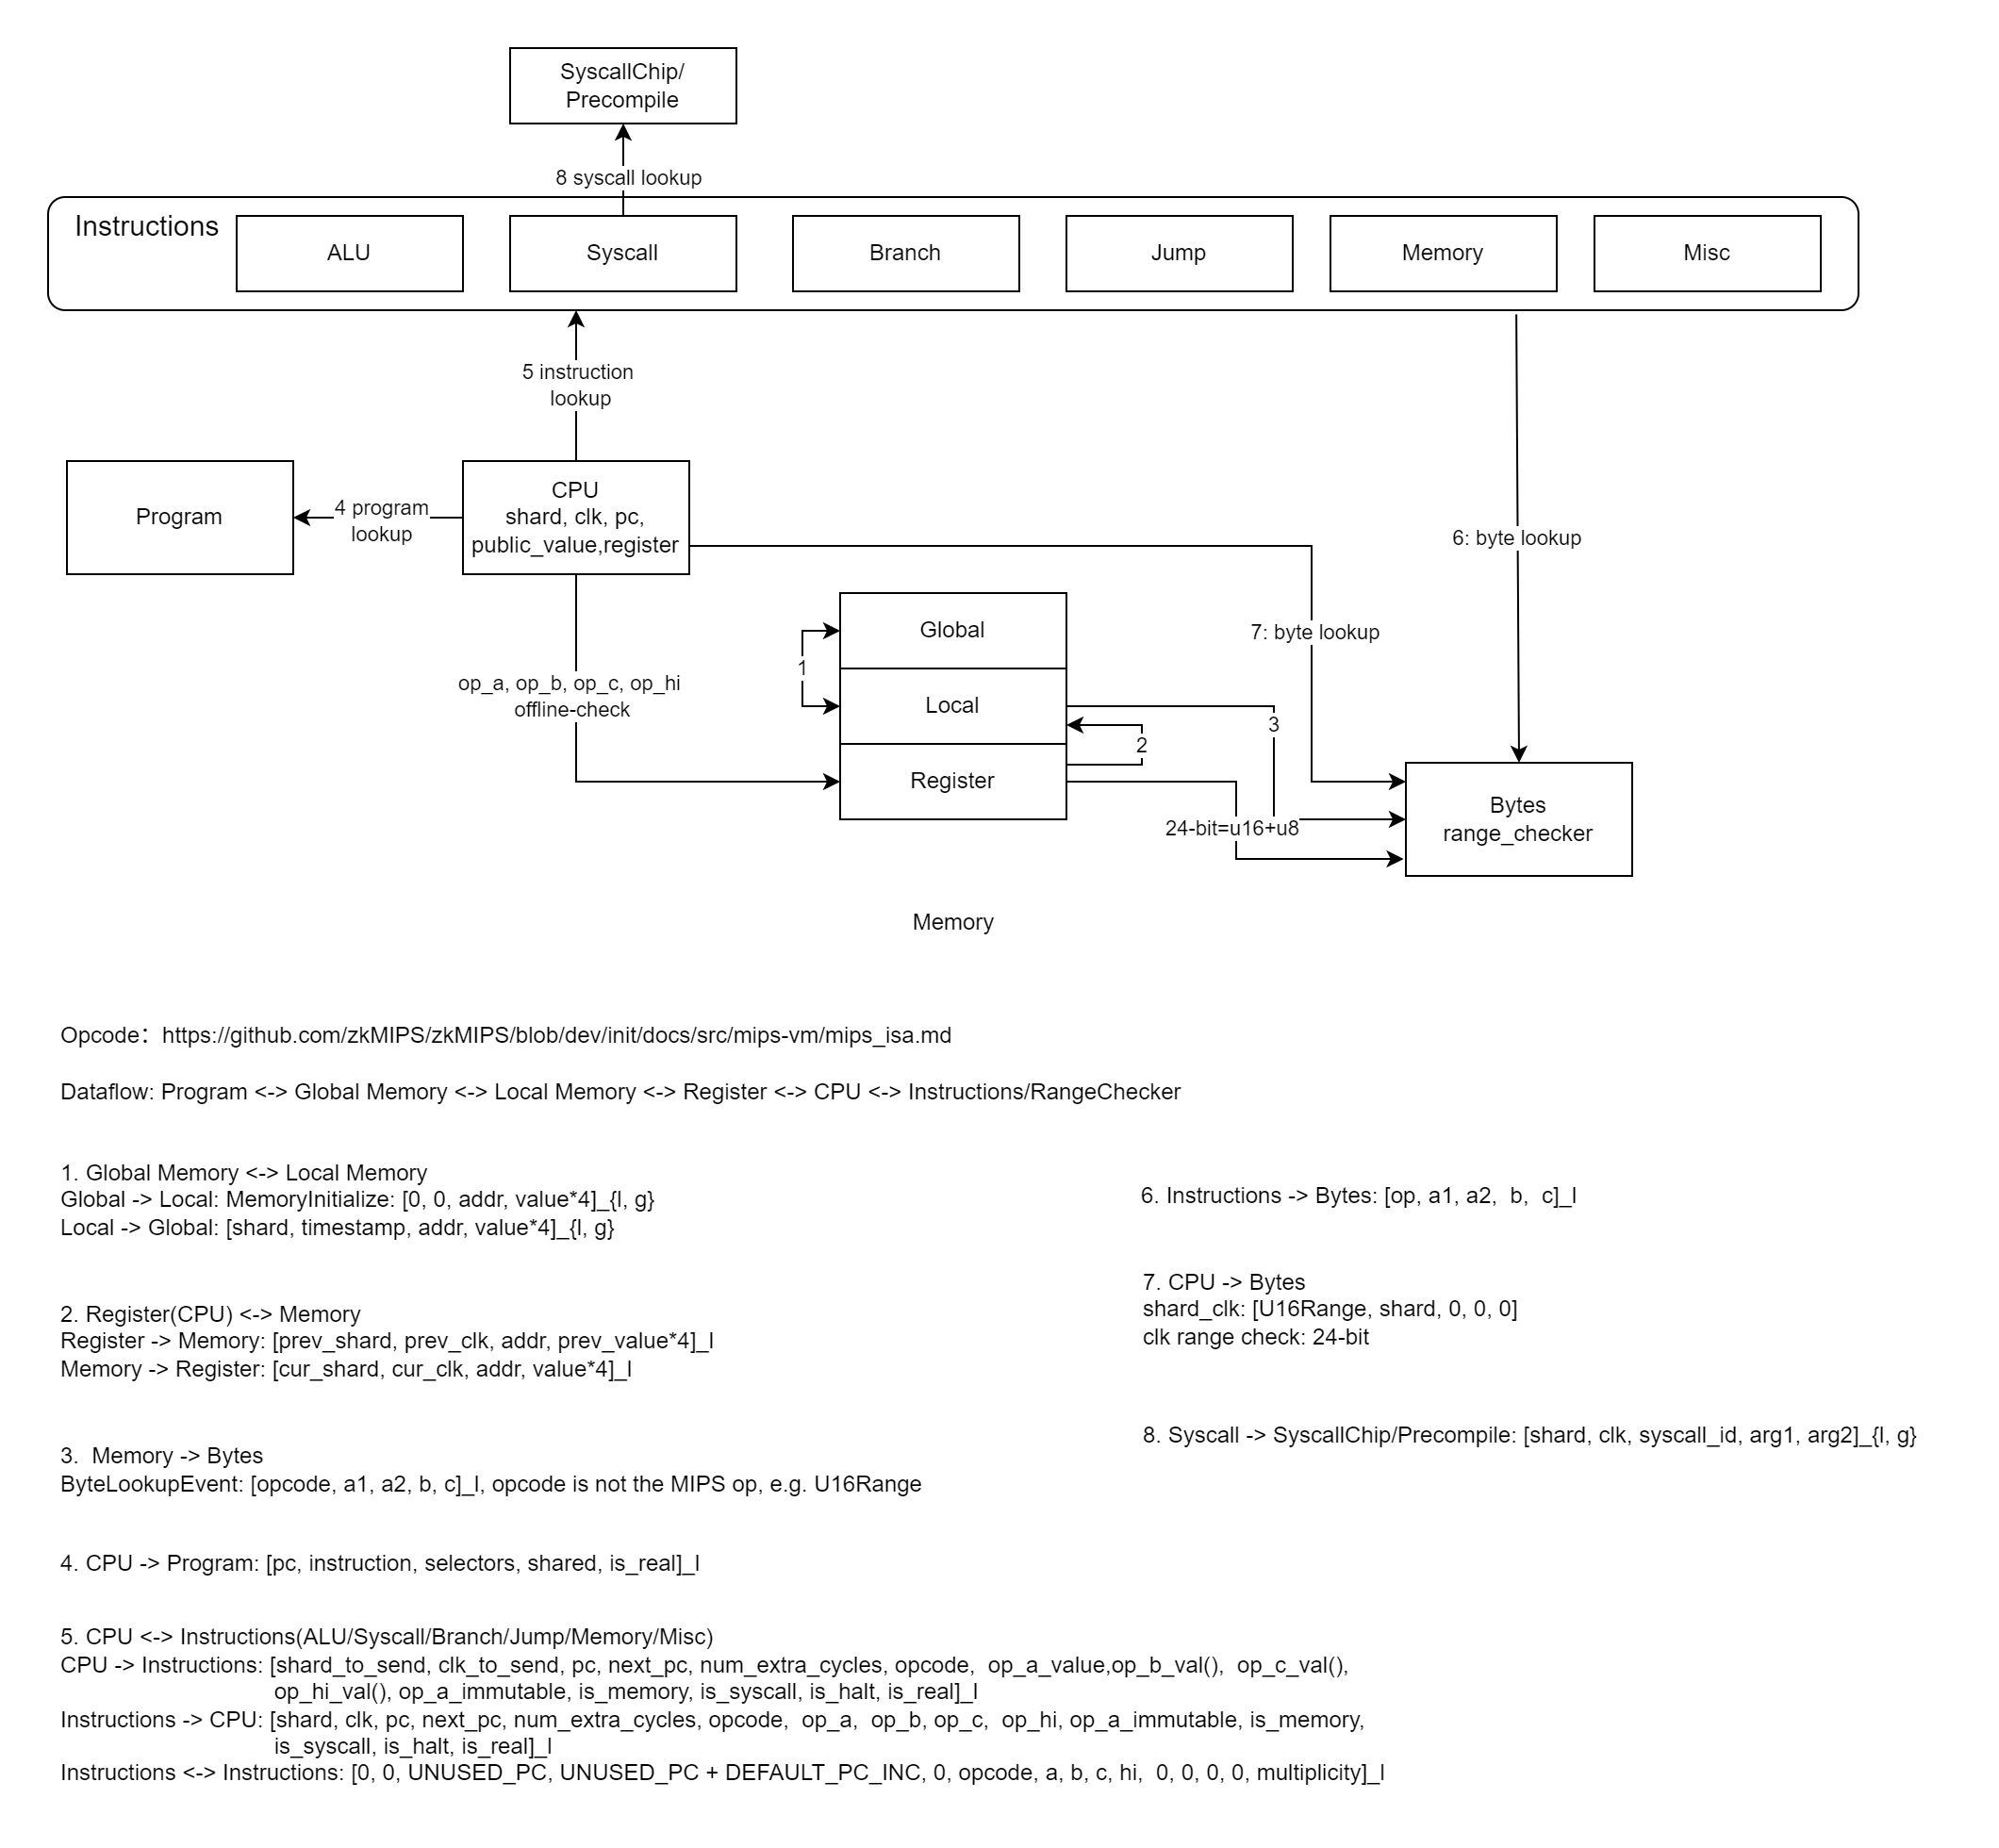 SyscallChip/
Precompile
8 syscall lookup
Instructions
ALU
Syscall
Branch
Jump
Memory
Misc
5 instruction
lookup
Program
4 program
lookup
CPU
shard, clk, pc,
public_value,register
6: byte lookup
7: byte lookup
op_a, op_b, op_c, op_hi
offline-check
Global
1
Local
3
2
Register
24-bit=u16+u8
Bytes
range_checker
Memory
Opcode：https://github.com/zkMIPS/zkMIPS/blob/dev/init/docs/src/mips-vm/mips_isa.md
Dataflow: Program <-> Global Memory <-> Local Memory <-> Register <-> CPU <-> Instructions/RangeChecker
1. Global Memory <-> Local Memory
Global -> Local: MemoryInitialize: [0, 0, addr, value*4]_{l, g}
Local -> Global: [shard, timestamp, addr, value*4]_{l, g}
2. Register(CPU) <-> Memory
Register -> Memory: [prev_shard, prev_clk, addr, prev_value*4]_l
Memory -> Register: [cur_shard, cur_clk, addr, value*4]_l
3.  Memory -> Bytes
ByteLookupEvent: [opcode, a1, a2, b, c]_l, opcode is not the MIPS op, e.g. U16Range
4. CPU -> Program: [pc, instruction, selectors, shared, is_real]_l
5. CPU <-> Instructions(ALU/Syscall/Branch/Jump/Memory/Misc)
CPU -> Instructions: [shard_to_send, clk_to_send, pc, next_pc, num_extra_cycles, opcode,  op_a_value,op_b_val(),  op_c_val(),
op_hi_val(), op_a_immutable, is_memory, is_syscall, is_halt, is_real]_l
Instructions -> CPU: [shard, clk, pc, next_pc, num_extra_cycles, opcode,  op_a,  op_b, op_c,  op_hi, op_a_immutable, is_memory,
is_syscall, is_halt, is_real]_l
Instructions <-> Instructions: [0, 0, UNUSED_PC, UNUSED_PC + DEFAULT_PC_INC, 0, opcode, a, b, c, hi,  0, 0, 0, 0, multiplicity]_l
6. Instructions -> Bytes: [op, a1, a2,  b,  c]_l
7. CPU -> Bytes
shard_clk: [U16Range, shard, 0, 0, 0]
clk range check: 24-bit
8. Syscall -> SyscallChip/Precompile: [shard, clk, syscall_id, arg1, arg2]_{l, g}